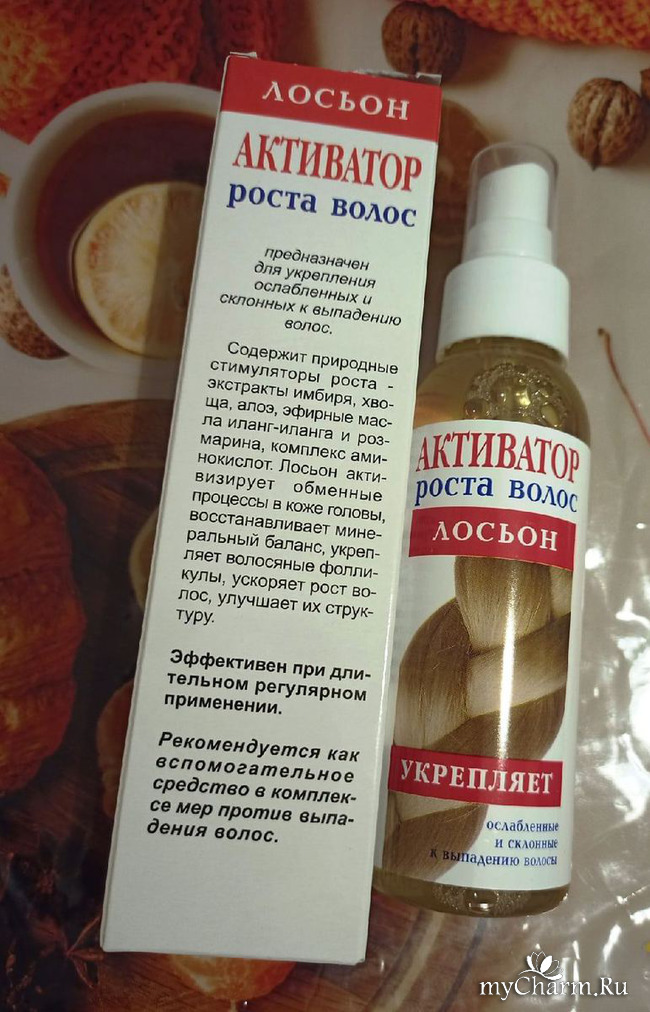 ЛОСЬОН
АКТИВАТОР
роста волос
предназначен
для укрепления
ослабленных и
склонных к выпадению
волос.
Содержит природные
стимуляторы роста -
экстракты имбиря, хво-
ща, алоэ, эфирные мас-
ла иланг-иланга и роз-
марина, комплекс ами-
нокислот. Лосьон акти-
визирует обменные
процессы в коже головы,
восстанавливает мине-
ральный баланс, укреп-
ляет волосяные фолли-
кулы, ускоряет рост во-
лос, улучшает их струк-
туру.
Эффективен при дли-
тельном регулярном
применении.
Рекомендуется как
вспомогательное
средство в комплек-
се мер против выпа-
дения волос.
АКТИВАТОР
роста волос
ЛОСЬОН
УКРЕПЛЯЕТ
ослабленные
и склонные
к выпадению волосы
myCharm.Ru